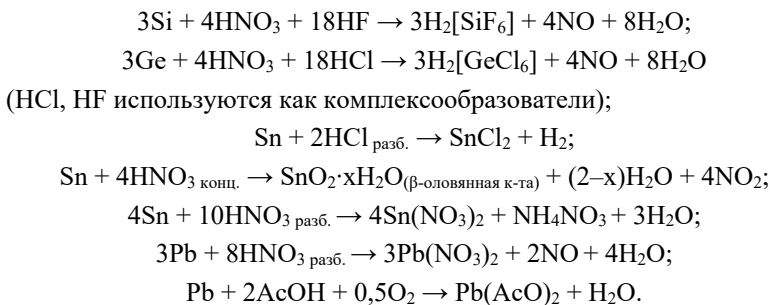 3Si + 4HNO₃ + 18HF → 3H₂[SiF₆] + 4NO + 8H₂O;
3Ge + 4HNO₃ + 18HCl → 3H₂[GeCl₆] + 4NO + 8H₂O
(HCl, HF используются как комплексообразователи);
Sn + 2HCl разб. → SnCl₂ + H₂;
Sn + 4HNO₃ конц. → SnO₂·xH₂O(β-оловянная к-та) + (2–x)H₂O + 4NO₂;
4Sn + 10HNO₃ разб. → 4Sn(NO₃)₂ + NH₄NO₃ + 3H₂O;
3Pb + 8HNO₃ разб. → 3Pb(NO₃)₂ + 2NO + 4H₂O;
Pb + 2AcOH + 0,5O₂ → Pb(AcO)₂ + H₂O.